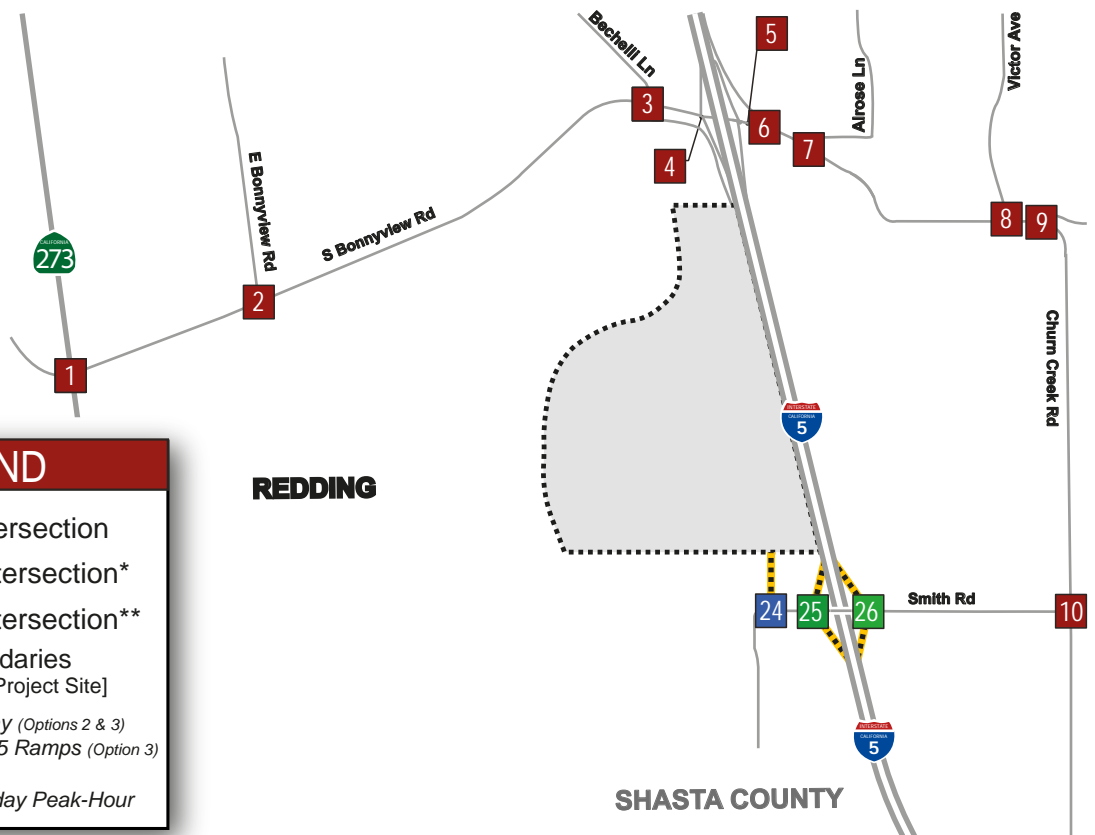 Bechelli Ln
5
Victor Ave
3
Airose Ln
6
7
4
E Bonnyview Rd
S Bonnyview Rd
8
9
CALIFORNIA
273
2
Churn Creek Rd
1
INTERSTATE
CALIFORNIA
5
ND
ersection
REDDING
tersection*
tersection**
daries
Project Site]
y (Options 2 & 3)
5 Ramps (Option 3)
day Peak-Hour
24
25
26
Smith Rd
10
INTERSTATE
CALIFORNIA
5
SHASTA COUNTY